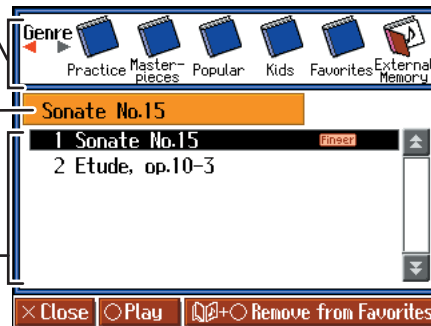 Genre
Practice Master-pieces Popular Kids Favorites External Memory
Sonate No.15
1 Sonate No.15 Finger
2 Etude, op.10-3
× Close ○ Play + ○ Remove from Favorites